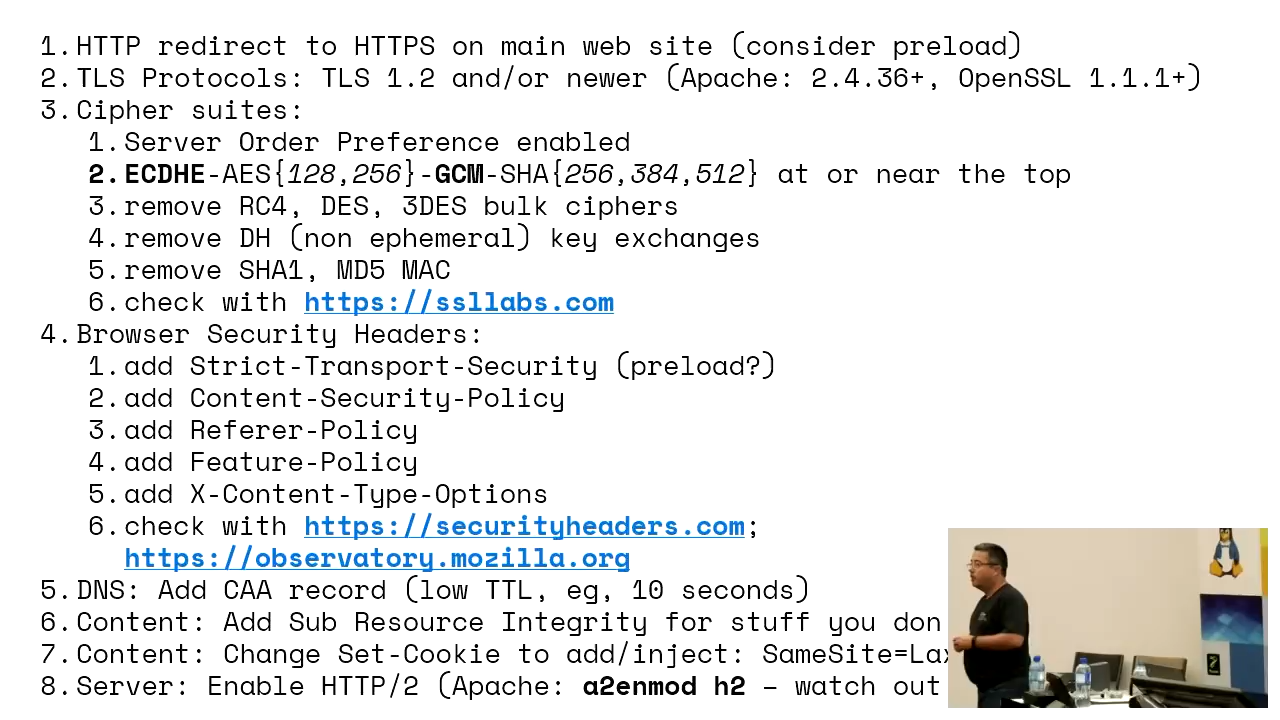 1. HTTP redirect to HTTPS on main web site (consider preload)
2. TLS Protocols: TLS 1.2 and/or newer (Apache: 2.4.36+, OpenSSL 1.1.1+)
3. Cipher suites:
1. Server Order Preference enabled
2. ECDHE-AES{128,256}-GCM-SHA{256,384,512} at or near the top
3. remove RC4, DES, 3DES bulk ciphers
4. remove DH (non ephemeral) key exchanges
5. remove SHA1, MD5 MAC
6. check with https://ssllabs.com
4. Browser Security Headers:
1. add Strict-Transport-Security (preload?)
2. add Content-Security-Policy
3. add Referer-Policy
4. add Feature-Policy
5. add X-Content-Type-Options
6. check with https://securityheaders.com;
https://observatory.mozilla.org
5. DNS: Add CAA record (low TTL, eg, 10 seconds)
6. Content: Add Sub Resource Integrity for stuff you don
7. Content: Change Set-Cookie to add/inject: SameSite=Lax
8. Server: Enable HTTP/2 (Apache: a2enmod h2 – watch out